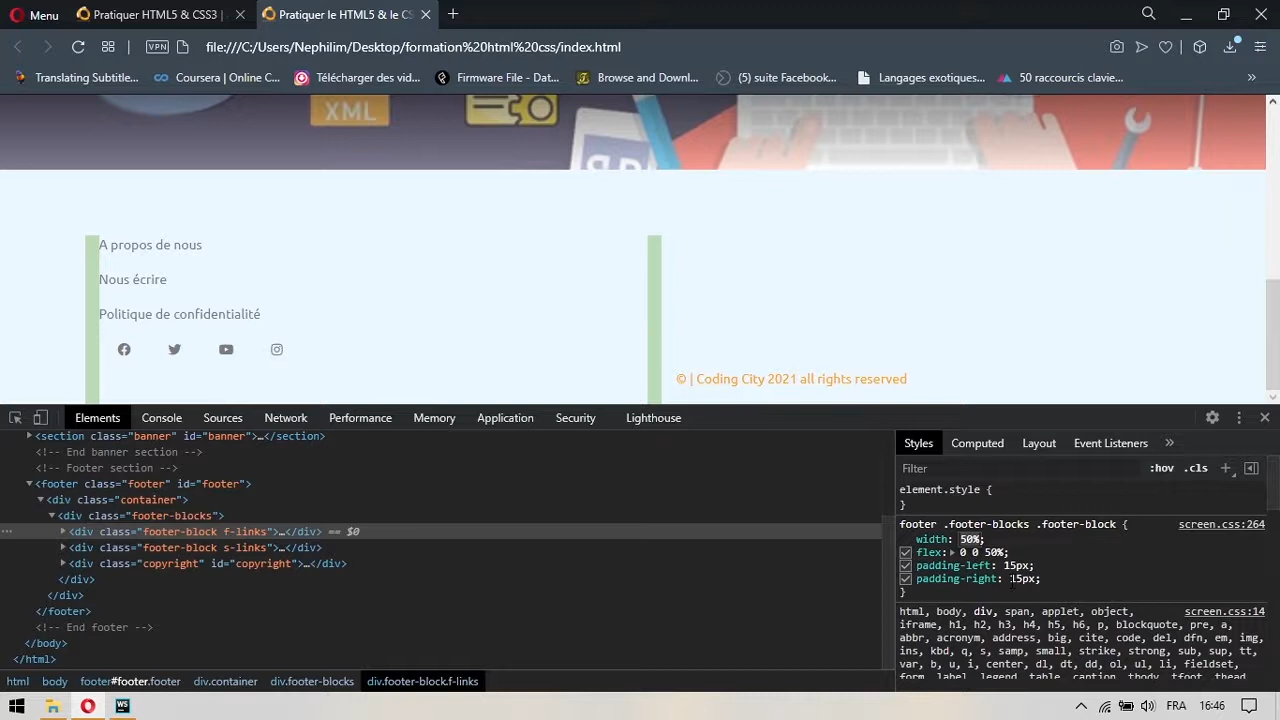 Menu
Pratiquer HTML5 & CSS3 |
Pratiquer le HTML5 & le CS
VPN
file:///C:/Users/Nephilim/Desktop/formation%20html%20css/index.html
Translating Subtitle...
Coursera | Online C...
Télécharger des vid...
Firmware File - Dat...
Browse and Downl...
(5) suite Facebook...
Langages exotiques...
50 raccourcis clavie...
XML
A propos de nous
Nous écrire
Politique de confidentialité
© | Coding City 2021 all rights reserved
Elements
Console
Sources
Network
Performance
Memory
Application
Security
Lighthouse
<section class="banner" id="banner">…</section>
<!-- End banner section -->
<!-- Footer section -->
<footer class="footer" id="footer">
<div class="container">
<div class="footer-blocks">
<div class="footer-block f-links">…</div> == $0
<div class="footer-block s-links">…</div>
<div class="copyright" id="copyright">…</div>
</div>
</div>
</footer>
<!-- End footer -->
</body>
</html>
html
body
footer#footer.footer
div.container
div.footer-blocks
div.footer-block.f-links
Styles
Computed
Layout
Event Listeners
»
Filter
:hov
.cls
element.style {
}
footer .footer-blocks .footer-block {
screen.css:264
width: 50%;
flex: 0 0 50%;
padding-left: 15px;
padding-right: 15px;
}
html, body, div, span, applet, object,
screen.css:14
iframe, h1, h2, h3, h4, h5, h6, p, blockquote, pre, a,
abbr, acronym, address, big, cite, code, del, dfn, em, img,
ins, kbd, q, s, samp, small, strike, strong, sub, sup, tt,
var, b, u, i, center, dl, dt, dd, ol, ul, li, fieldset,
form, label, legend, table, caption, tbody, tfoot, thead,
FRA
16:46